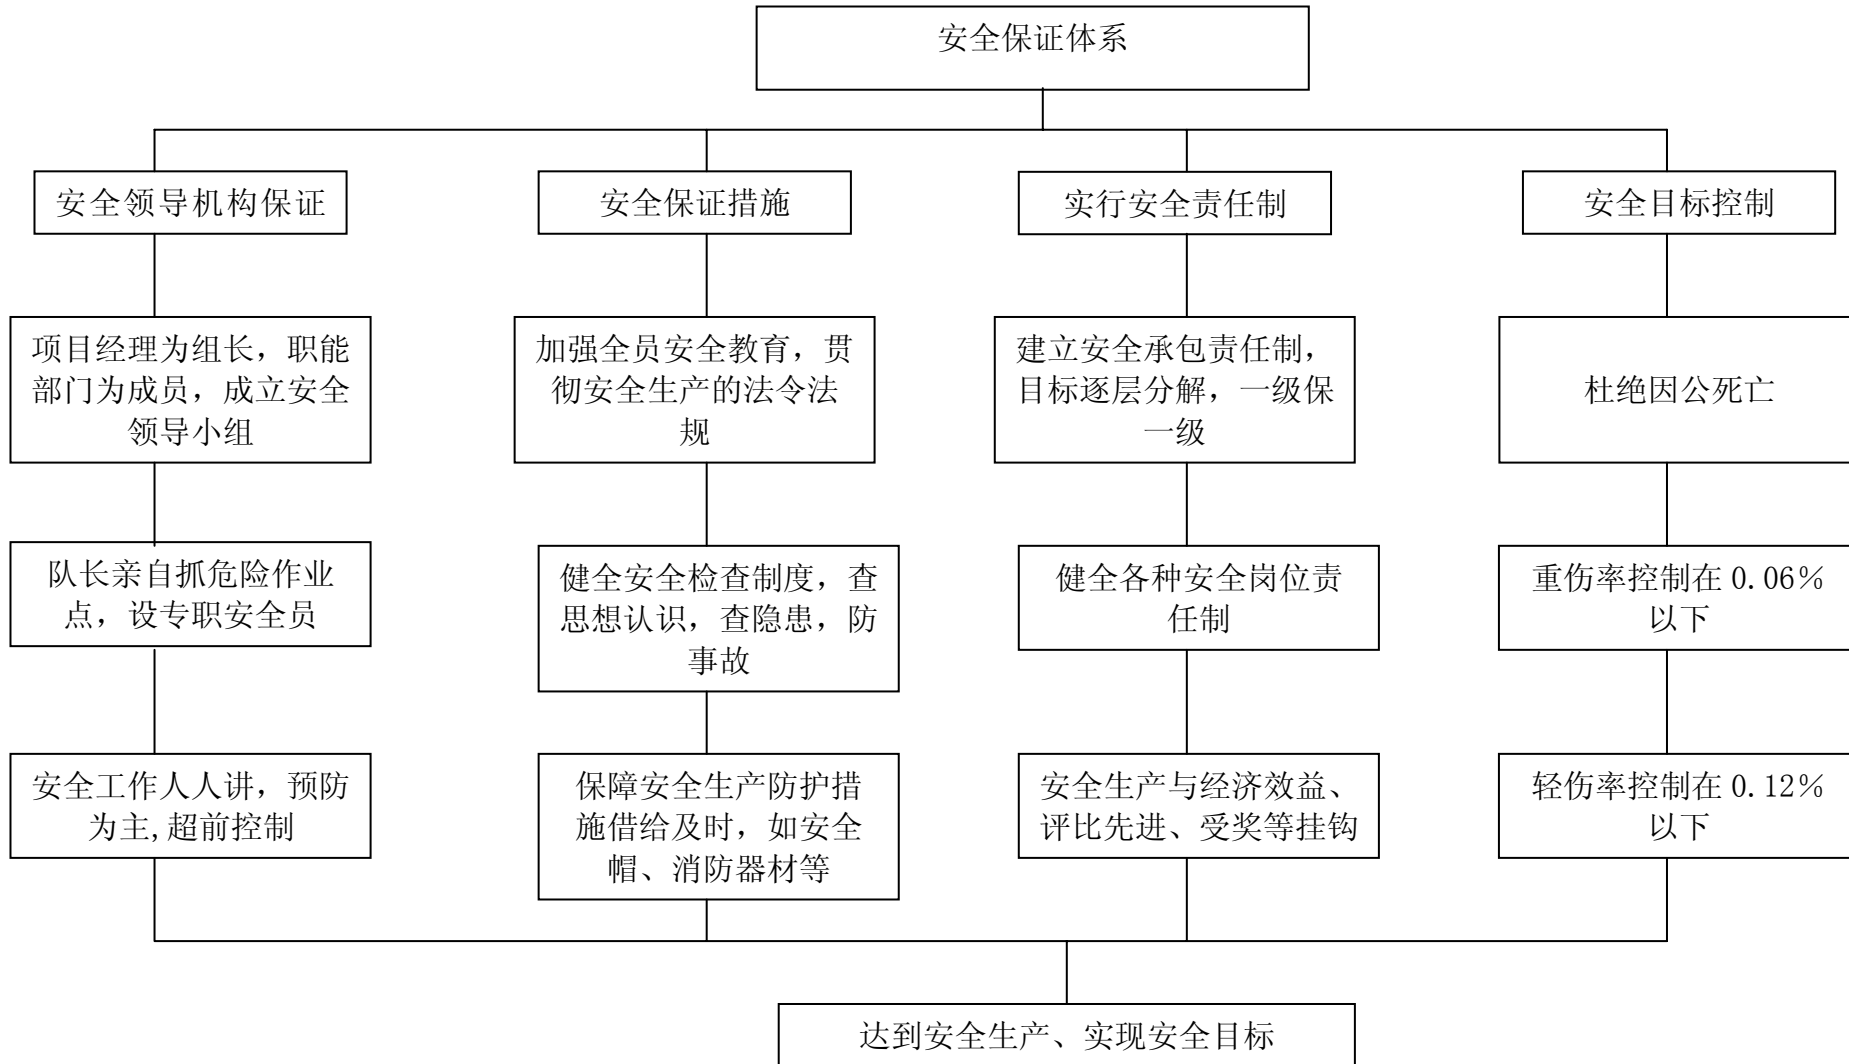 安全保证体系
安全领导机构保证
安全保证措施
实行安全责任制
安全目标控制
项目经理为组长，职能
部门为成员，成立安全
领导小组
加强全员安全教育，贯
彻安全生产的法令法
规
建立安全承包责任制，
目标逐层分解，一级保
一级
杜绝因公死亡
队长亲自抓危险作业
点，设专职安全员
健全安全检查制度，查
思想认识，查隐患，防
事故
健全各种安全岗位责
任制
重伤率控制在 0.06%
以下
安全工作人人讲，预防
为主,超前控制
保障安全生产防护措
施借给及时，如安全
帽、消防器材等
安全生产与经济效益、
评比先进、受奖等挂钩
轻伤率控制在 0.12%
以下
达到安全生产、实现安全目标